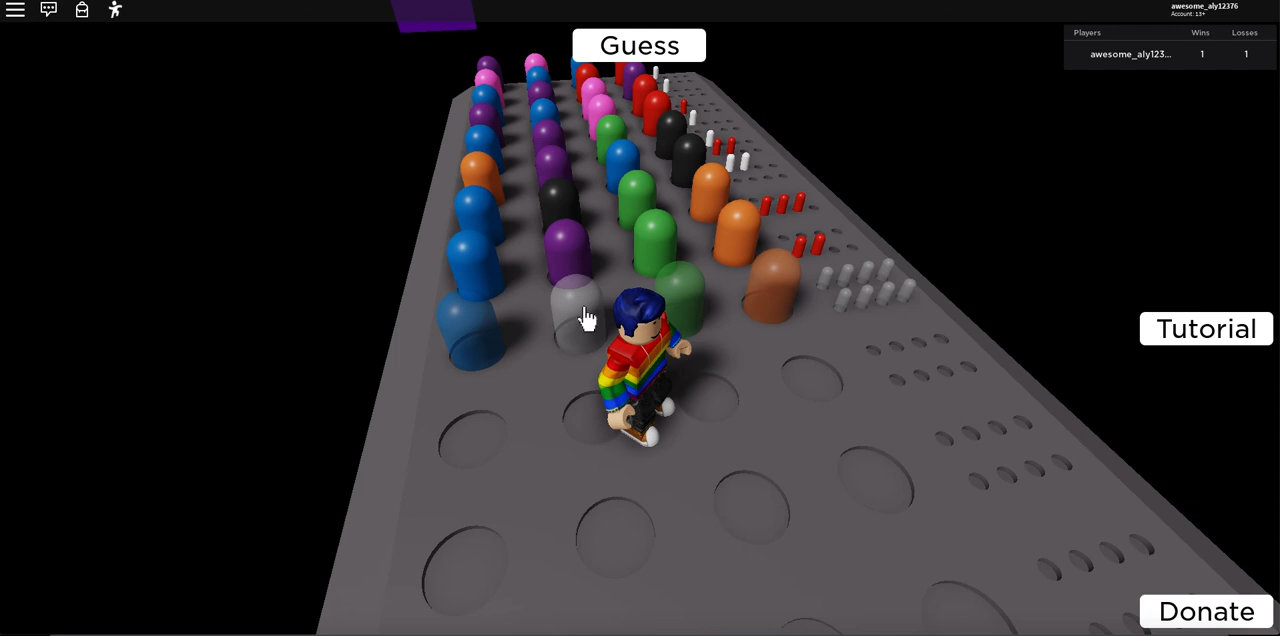 awesome_aly12376
Account: 13+
Guess
Players Wins Losses
awesome_aly123... 1 1
Tutorial
Donate